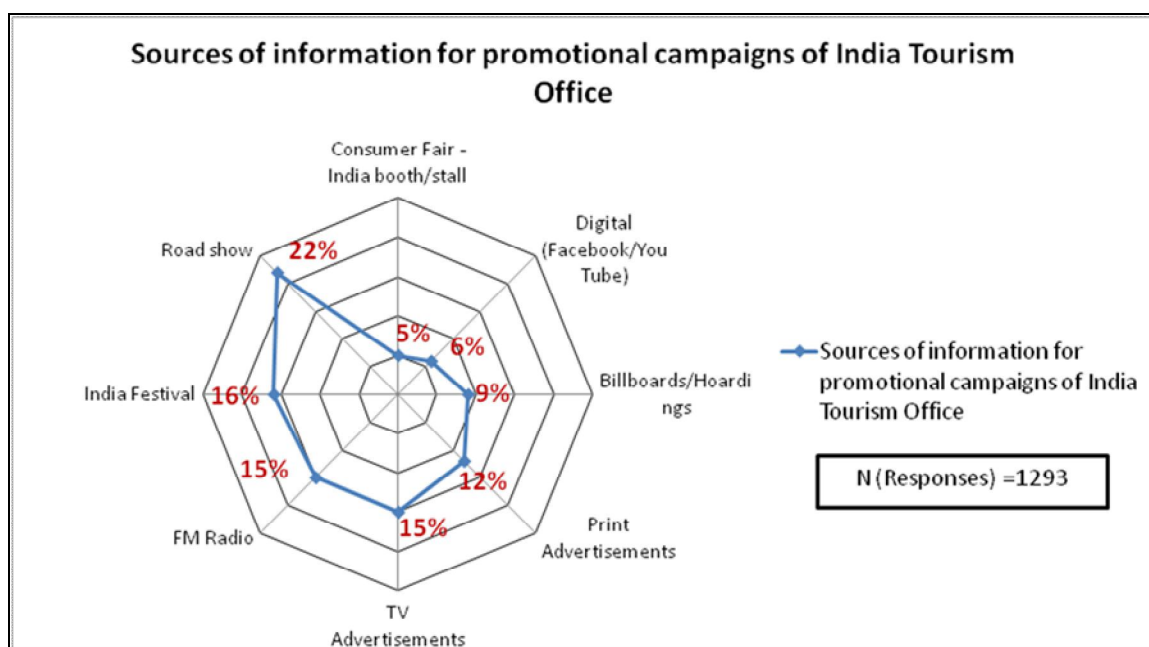 Sources of information for promotional campaigns of India Tourism
Office
Consumer Fair -
India booth/stall
Digital
(Facebook/You
Tube)
Road show
22%
5%
6%
India Festival
16%
9%
Billboards/Hoardi
ngs
Sources of information for
promotional campaigns of India
Tourism Office
15%
12%
N (Responses) =1293
15%
FM Radio
Print
Advertisements
TV
Advertisements